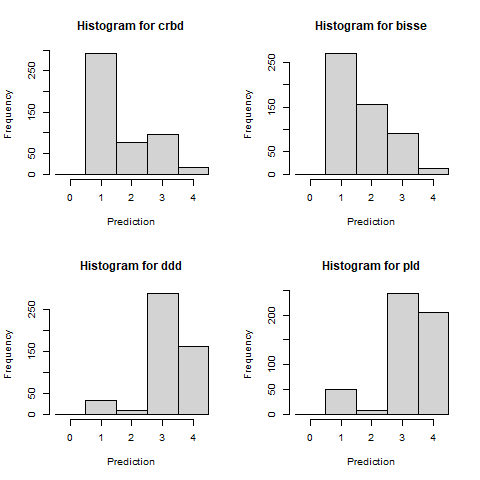 Histogram for crbd
Frequency
0 50 150 250
0 1 2 3 4
Prediction
Histogram for bisse
Frequency
0 50 150 250
0 1 2 3 4
Prediction
Histogram for ddd
Frequency
0 50 150 250
0 1 2 3 4
Prediction
Histogram for pld
Frequency
0 50 100 200
0 1 2 3 4
Prediction